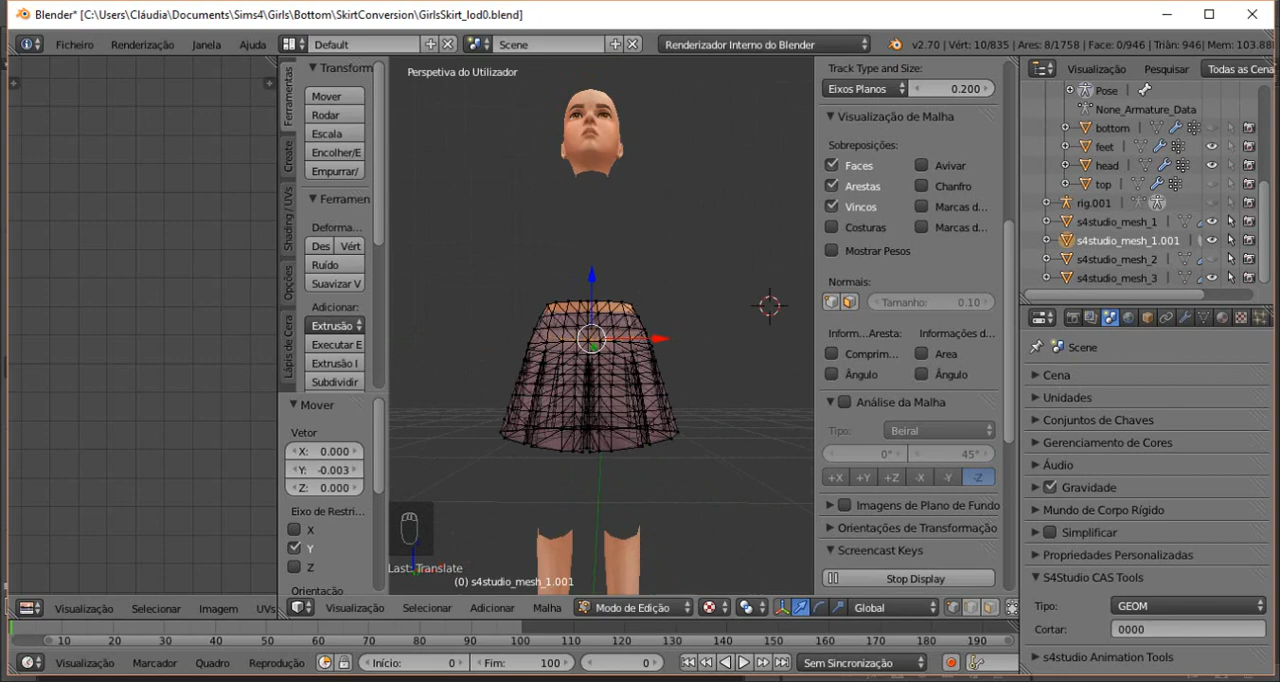 Blender* [C:\Users\Cláudia\Documents\Sims4\Girls\Bottom\SkirtConversion\GirlsSkirt_lod0.blend]
Ficheiro Renderização Janela Ajuda Default Scene Renderizador Interno do Blender v2.70 | Vért: 10/835 | Ares: 8/1758 | Face: 0/946 | Triân: 946| Mem: 103.88
Ferramentas
Create
Shading / UVs
Opções
Lápis de Cera
Transform
Mover
Rodar
Escala
Encolher/E
Empurrar/
Ferramen
Deforma...
Des Vért
Ruído
Suavizar V
Adicionar:
Extrusão
Executar E
Extrusão I
Subdividir
Mover
Vetor
X: 0.000
Y: -0.003
Z: 0.000
Eixo de Restri...
X
Y
Z
Orientação
Perspetiva do Utilizador
Last: Translate
(0) s4studio_mesh_1.001
Track Type and Size:
Eixos Planos 0.200
Visualização de Malha
Sobreposições:
Faces Avivar
Arestas Chanfro
Vincos Marcas d...
Costuras Marcas d...
Mostrar Pesos
Normais:
Tamanho: 0.10
Inform...Aresta: Informações d...
Comprim... Area
Ângulo Ângulo
Análise da Malha
Tipo: Beiral
0° 45°
+X +Y +Z -X -Y -Z
Imagens de Plano de Fundo
Orientações de Transformação
Screencast Keys
Stop Display
Visualização Pesquisar Todas as Cena
Pose
None_Armature_Data
bottom
feet
head
top
rig.001
s4studio_mesh_1
s4studio_mesh_1.001
s4studio_mesh_2
s4studio_mesh_3
Scene
Cena
Unidades
Conjuntos de Chaves
Gerenciamento de Cores
Áudio
Gravidade
Mundo de Corpo Rígido
Simplificar
Propriedades Personalizadas
S4Studio CAS Tools
Tipo: GEOM
Cortar: 0000
s4studio Animation Tools
Visualização Selecionar Imagem UVs
Visualização Selecionar Adicionar Malha Modo de Edição Global
10 20 30 40 50 60 70 80 90 100 110 120 130 140 150 160 170 180 190
Visualização Marcador Quadro Reprodução Início: 0 Fim: 100 0 Sem Sincronização